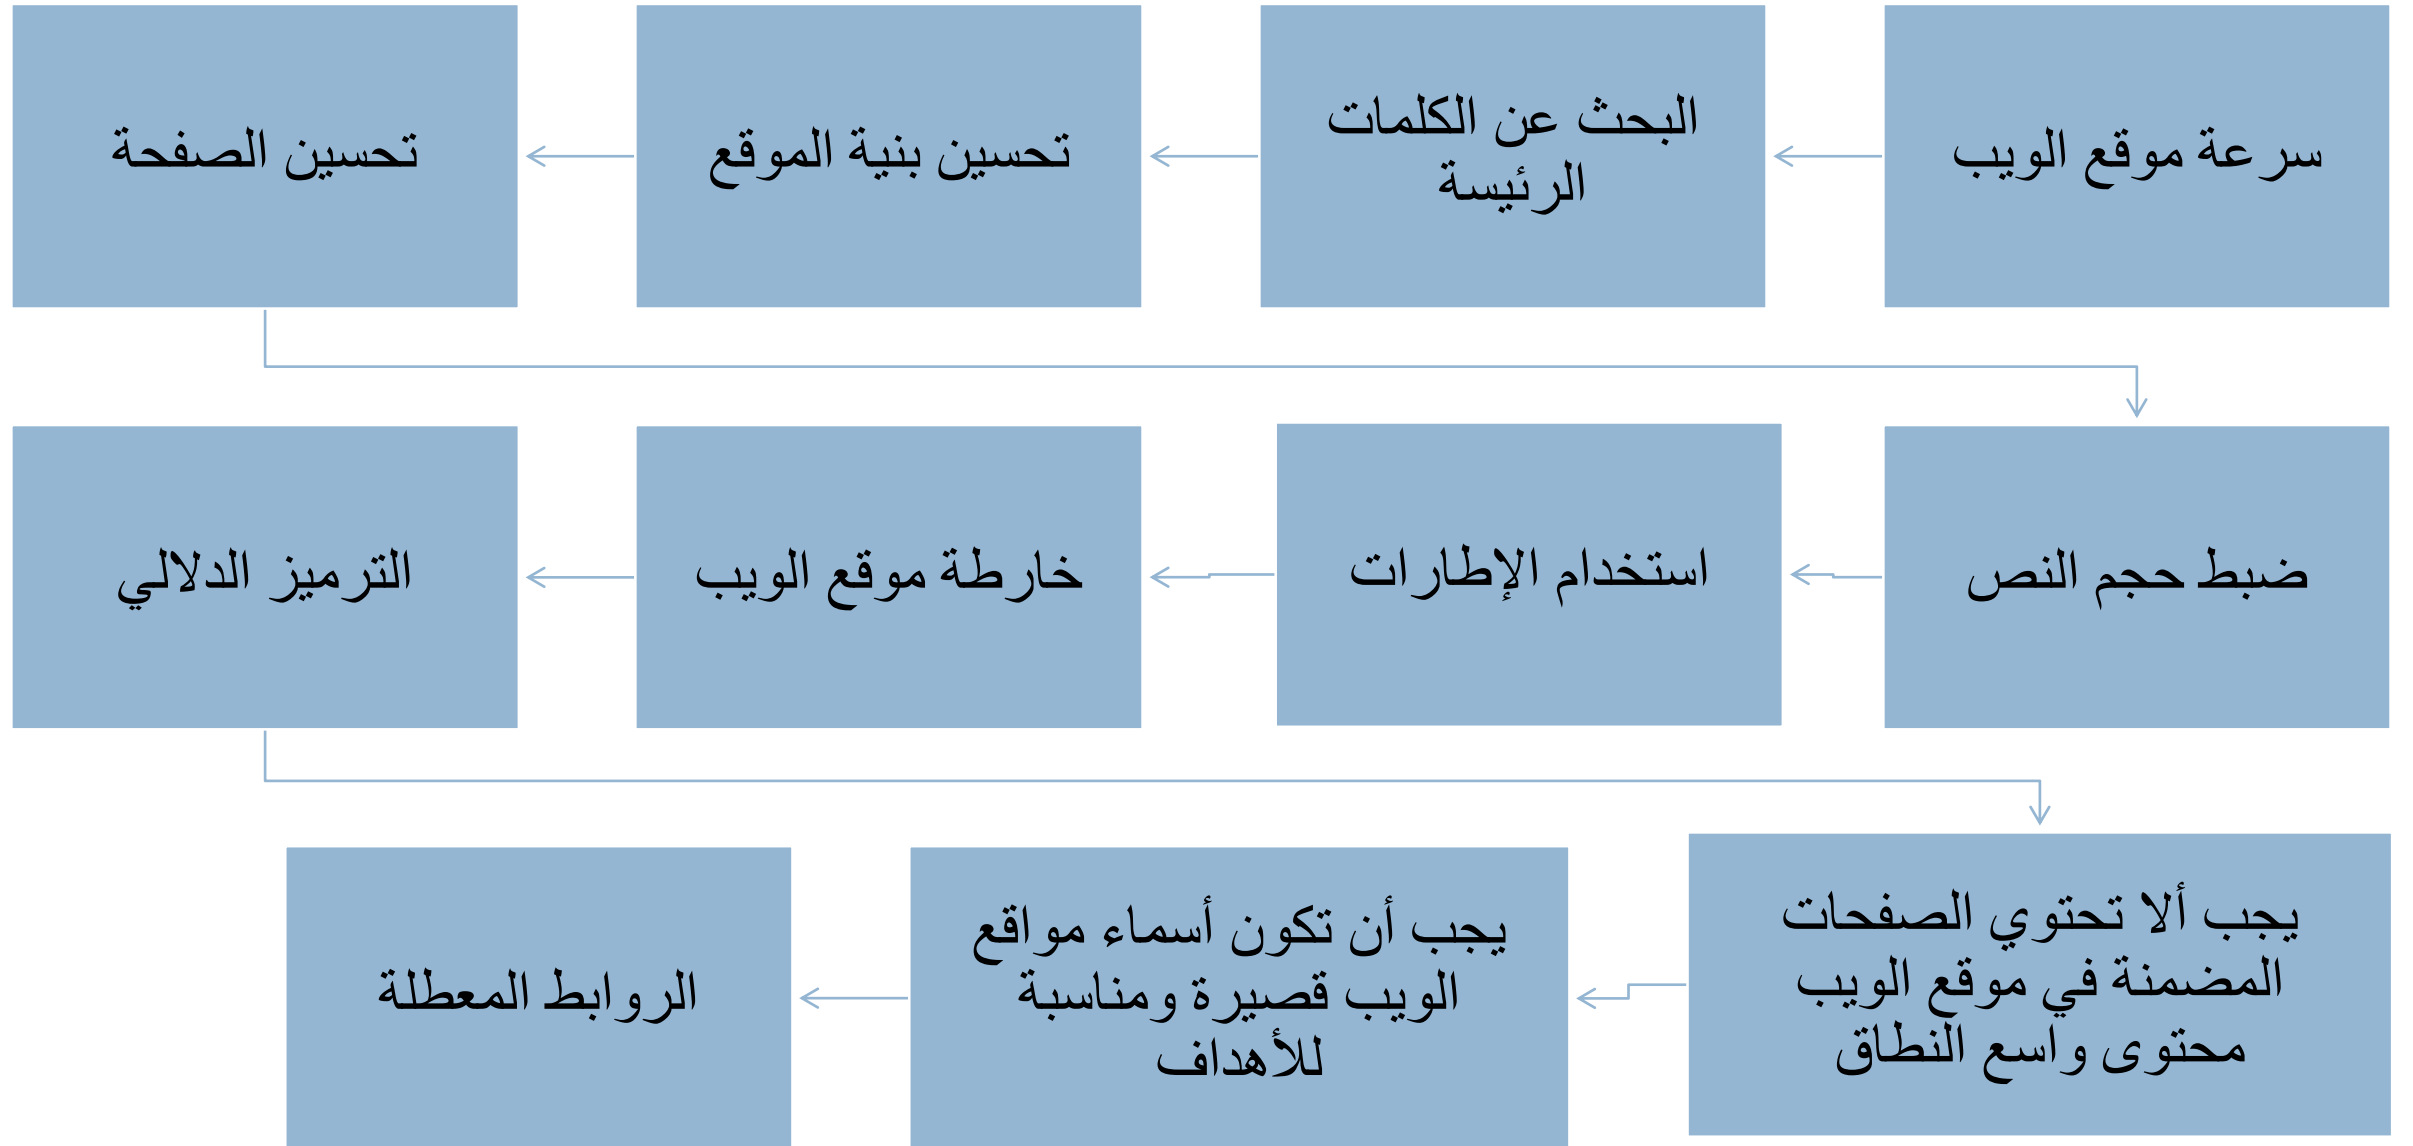 سرعة موقع الويب
البحث عن الكلمات
الرئيسة
تحسين بنية الموقع
تحسين الصفحة
ضبط حجم النص
استخدام الإطارات
خارطة موقع الويب
الترميز الدلالي
يجب ألا تحتوي الصفحات
المضمنة في موقع الويب
محتوى واسع النطاق
يجب أن تكون أسماء مواقع
الويب قصيرة ومناسبة
للأهداف
الروابط المعطلة